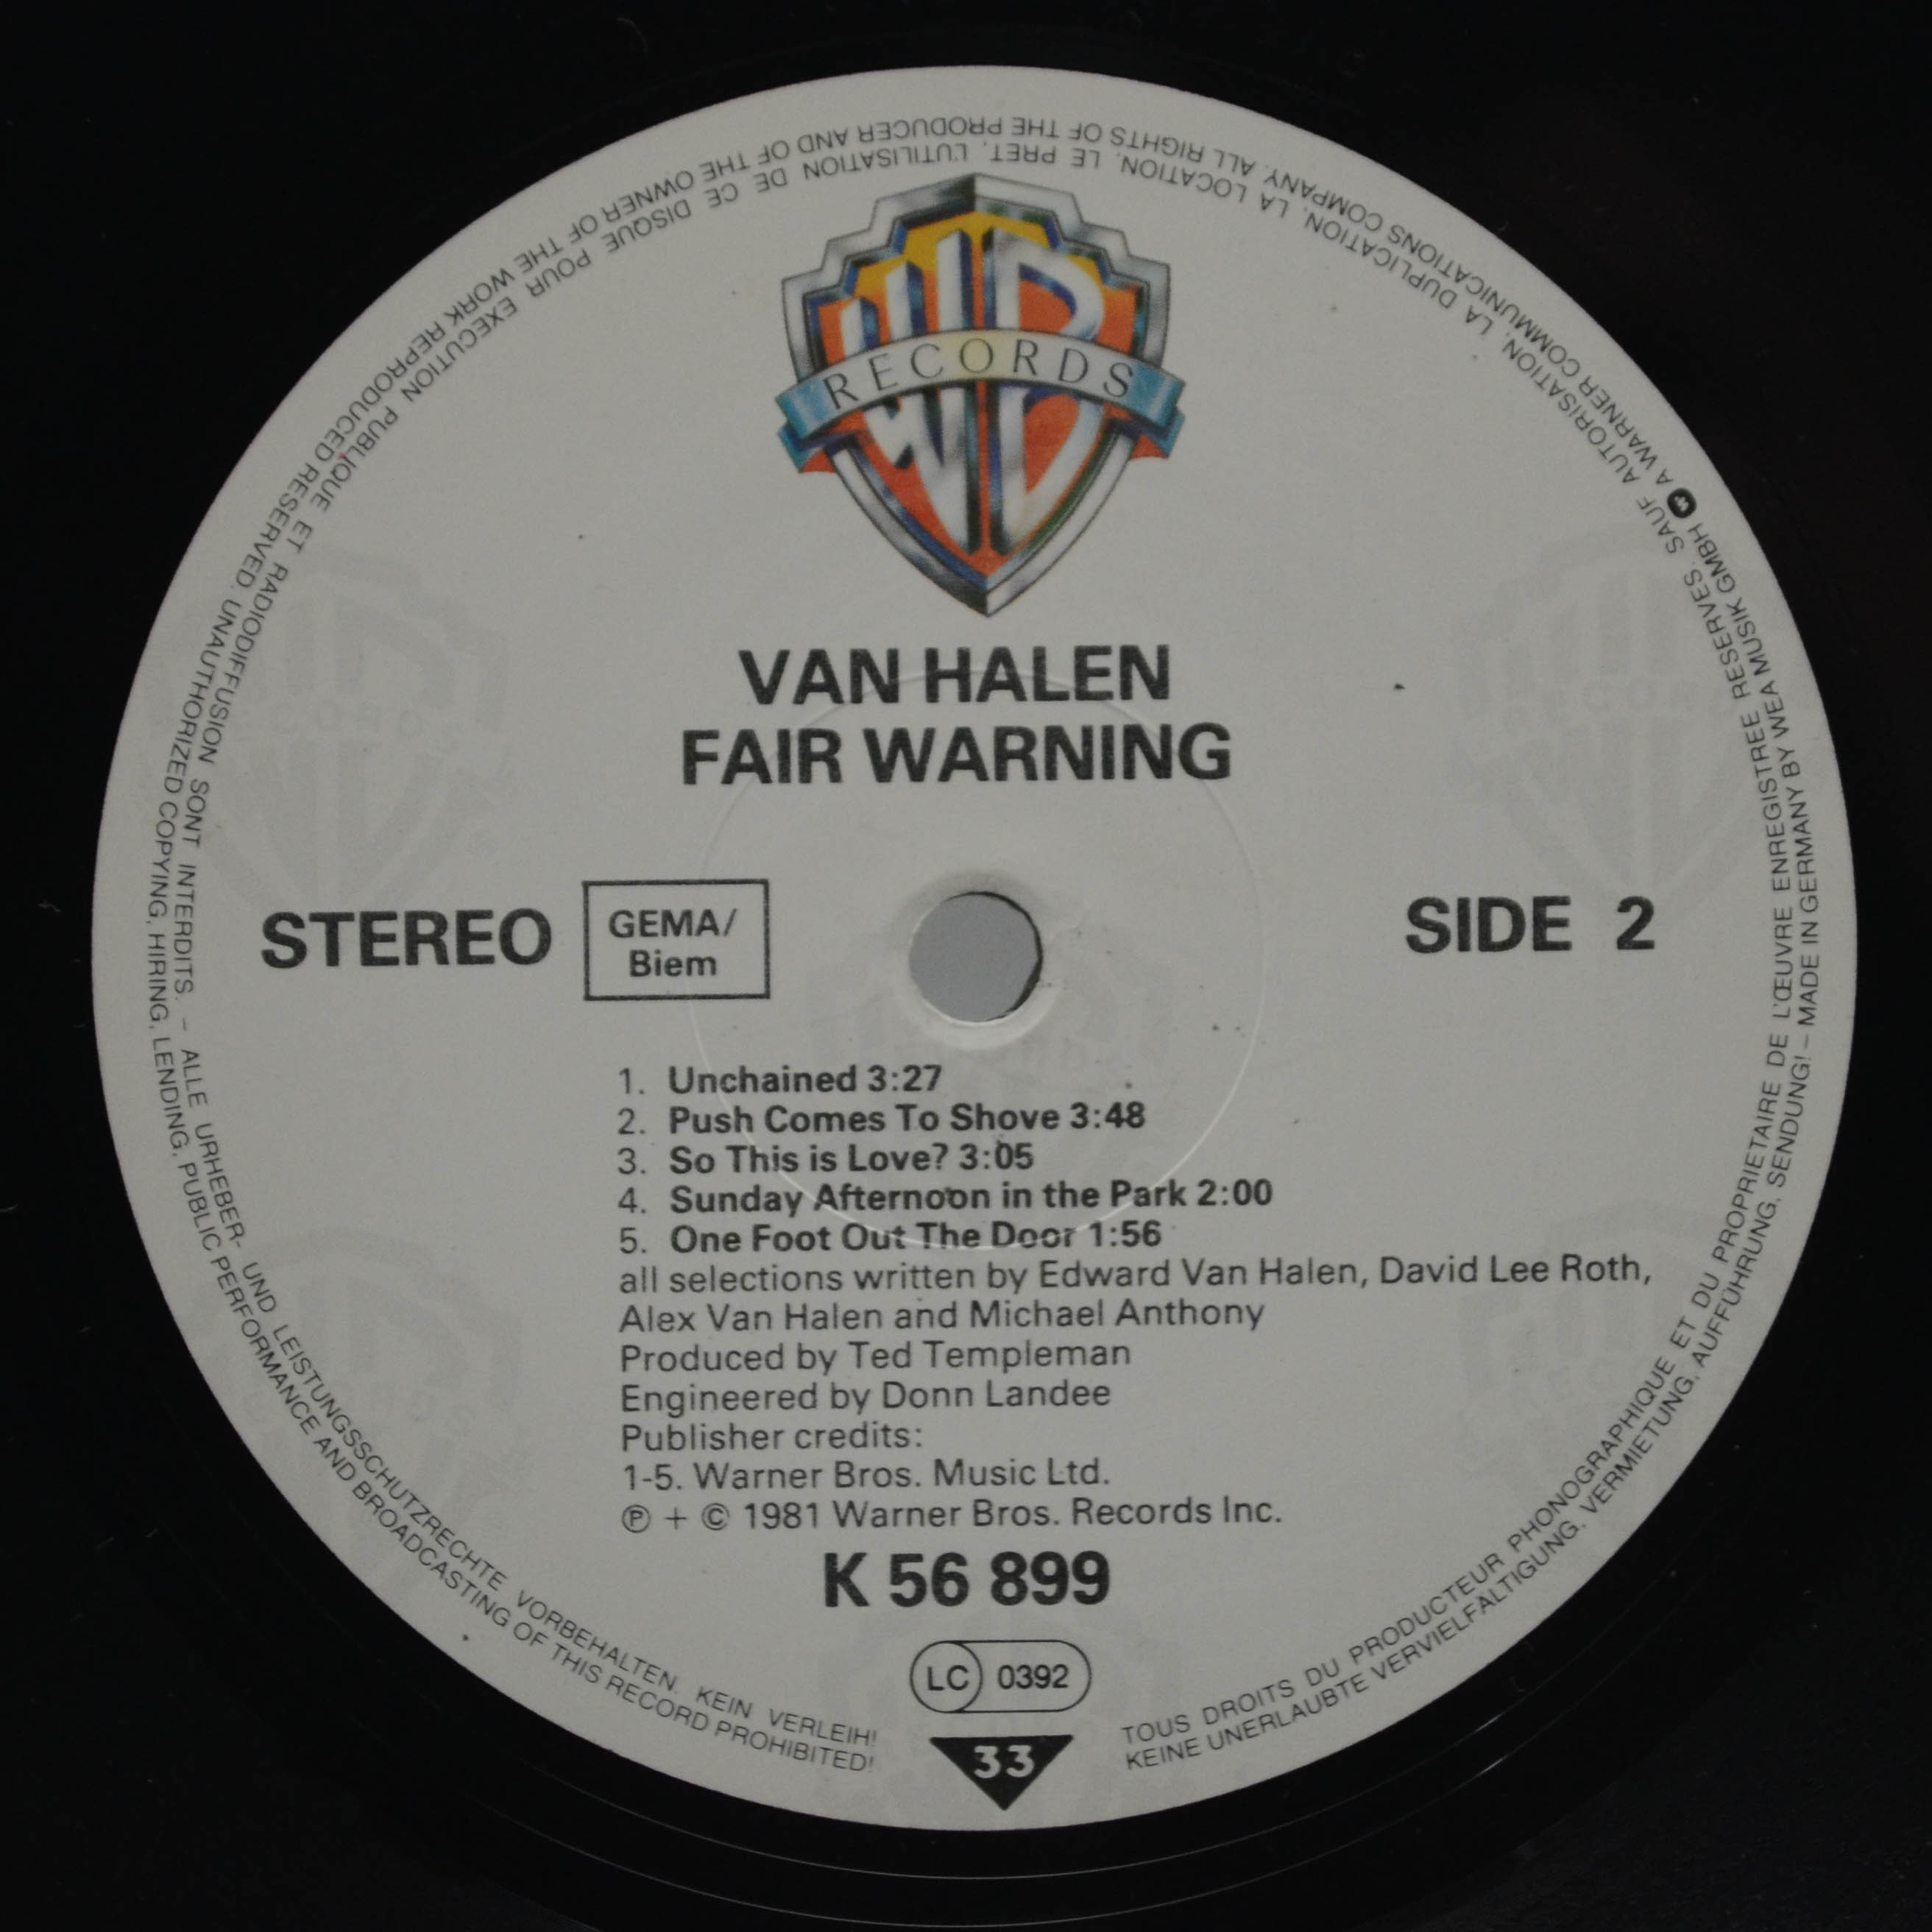 WB
RECORDS
VAN HALEN
FAIR WARNING
STEREO
GEMA/
Biem
SIDE 2
1. Unchained 3:27
2. Push Comes To Shove 3:48
3. So This is Love? 3:05
4. Sunday Afternoon in the Park 2:00
5. One Foot Out The Door 1:56
all selections written by Edward Van Halen, David Lee Roth,
Alex Van Halen and Michael Anthony
Produced by Ted Templeman
Engineered by Donn Landee
Publisher credits:
1-5. Warner Bros. Music Ltd.
℗ + © 1981 Warner Bros. Records Inc.
K 56 899
LC 0392
33
TOUS DROITS DU PRODUCTEUR PHONOGRAPHIQUE ET DU PROPRIETAIRE DE L'ŒUVRE ENREGISTREE RESERVES. SAUF AUTORISATION, LA DUPLICATION, LA LOCATION, LE PRET, L'UTILISATION DE CE DISQUE POUR EXECUTION PUBLIQUE ET RADIODIFFUSION SONT INTERDITS. – ALLE URHEBER- UND LEISTUNGSSCHUTZRECHTE VORBEHALTEN. KEIN VERLEIH!
KEINE UNERLAUBTE VERVIELFÄLTIGUNG, VERMIETUNG, AUFFÜHRUNG, SENDUNG! – MADE IN GERMANY BY WEA MUSIK GMBH A WARNER COMMUNICATIONS COMPANY. ALL RIGHTS OF THE PRODUCER AND OF THE OWNER OF THE WORK REPRODUCED RESERVED. UNAUTHORIZED COPYING, HIRING, LENDING, PUBLIC PERFORMANCE AND BROADCASTING OF THIS RECORD PROHIBITED!